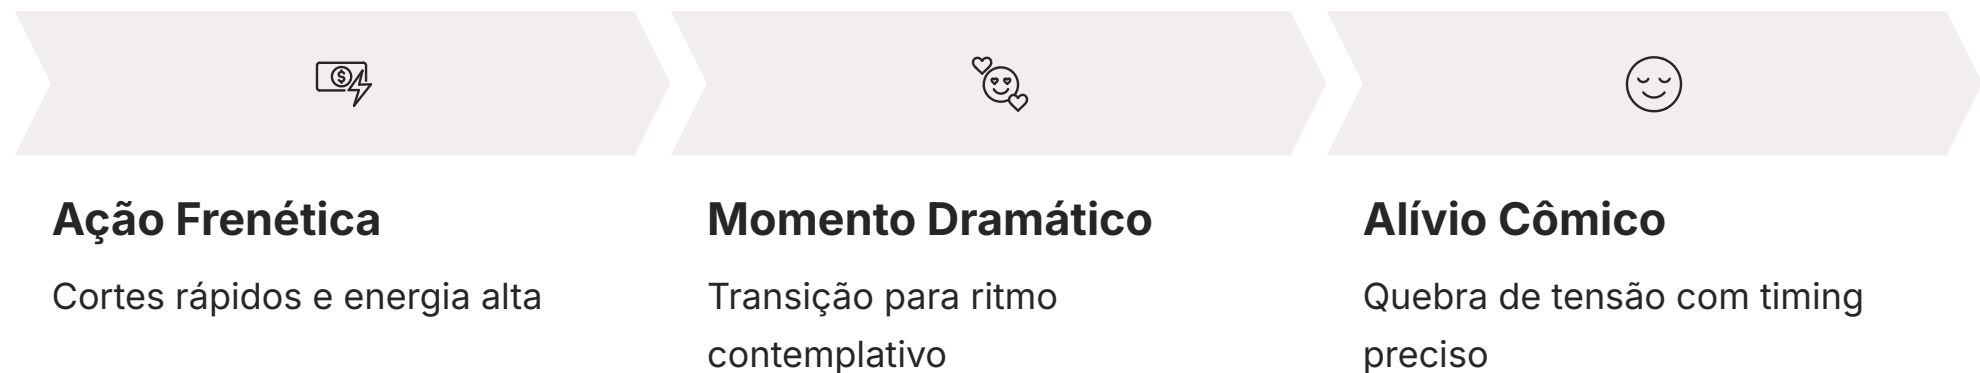 Ação Frenética
Cortes rápidos e energia alta
Momento Dramático
Transição para ritmo
contemplativo
Alívio Cômico
Quebra de tensão com timing
preciso